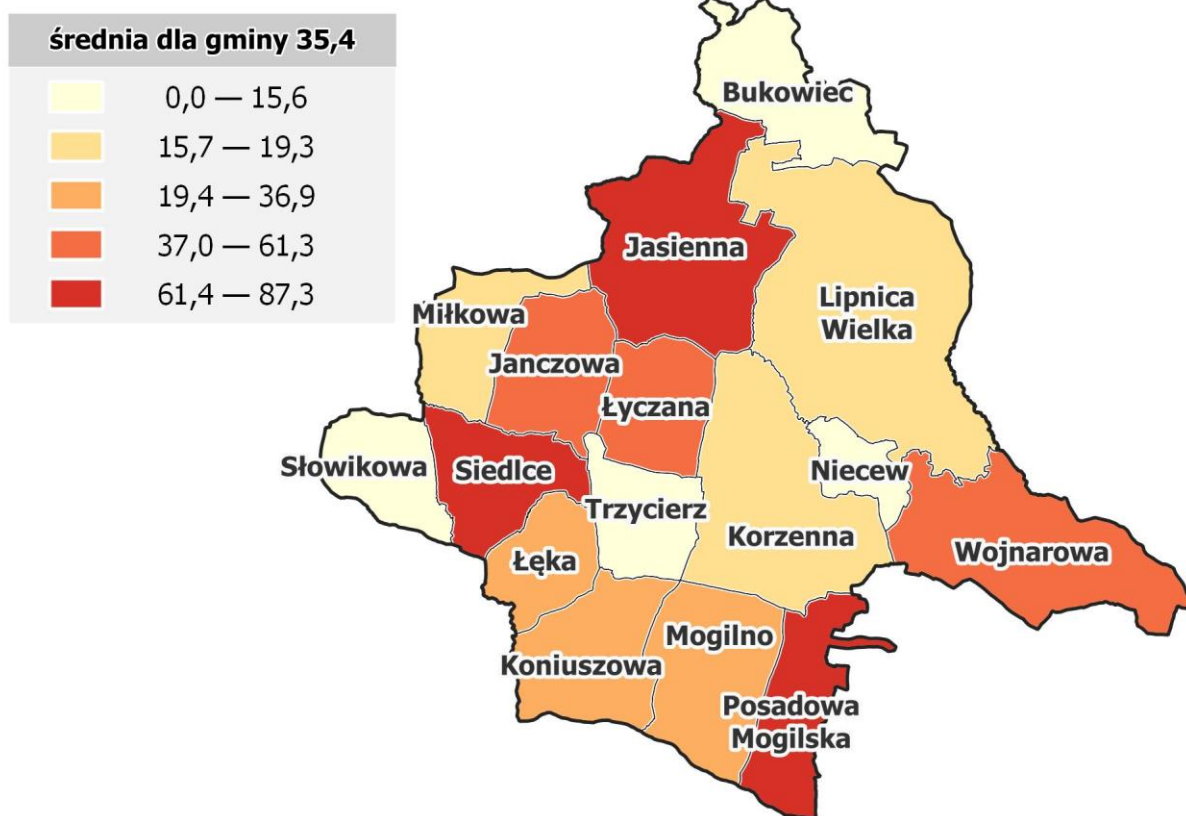 średnia dla gminy 35,4
0,0 — 15,6
15,7 — 19,3
19,4 — 36,9
37,0 — 61,3
61,4 — 87,3
Bukowiec
Jasienna
Lipnica
Wielka
Miłkowa
Janczowa
Łyczana
Słowikowa
Siedlce
Niecew
Trzycierz
Korzenna
Wojnarowa
Łęka
Mogilno
Koniuszowa
Posadowa
Mogilska